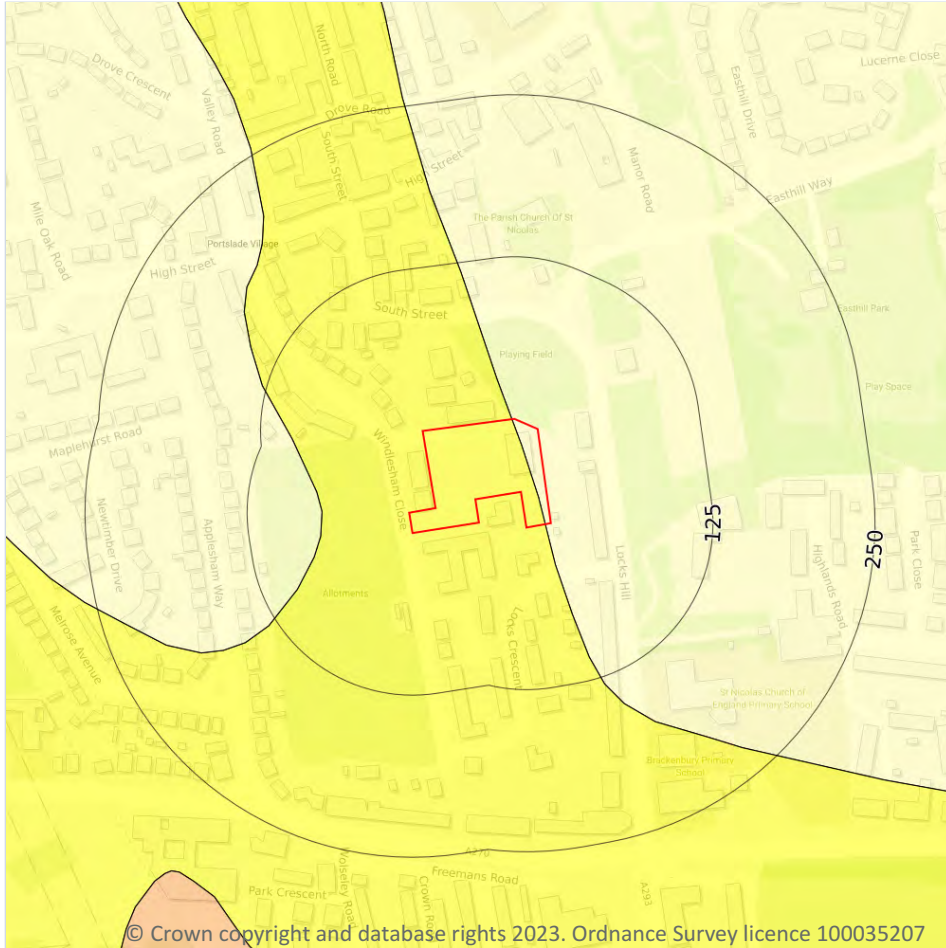 North Road
Lucerne Close
Drove Crescent
Valley Road
Easthill Drive
Drove Road
South Street
High Street
Manor Road
Easthill Way
Mile Oak Road
The Parish Church Of St
Nicolas
Portslade Village
High Street
South Street
Easthill Park
Playing Field
Play Space
Maplehurst Road
Windlesham Close
125
250
Newtimber Drive
Applesham Way
Locks Hill
Highlands Road
Park Close
Allotments
Melrose Avenue
Locks Crescent
St Nicolas Church of
England Primary School
Brackenbury Primary
School
A270
Freemans Road
Wolseley Road
Park Crescent
Crown Road
A293
© Crown copyright and database rights 2023. Ordnance Survey licence 100035207